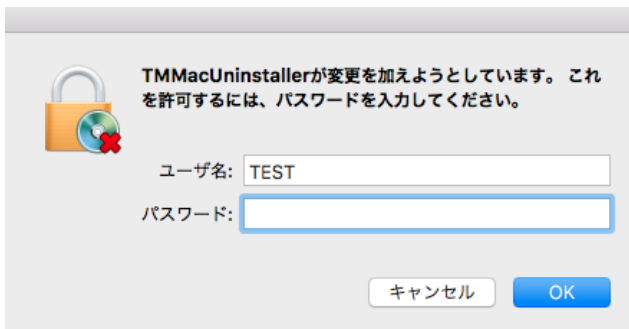 TMMacUninstallerが変更を加えようとしています。 これ
を許可するには、パスワードを入力してください。
ユーザ名: TEST
パスワード:
キャンセル OK